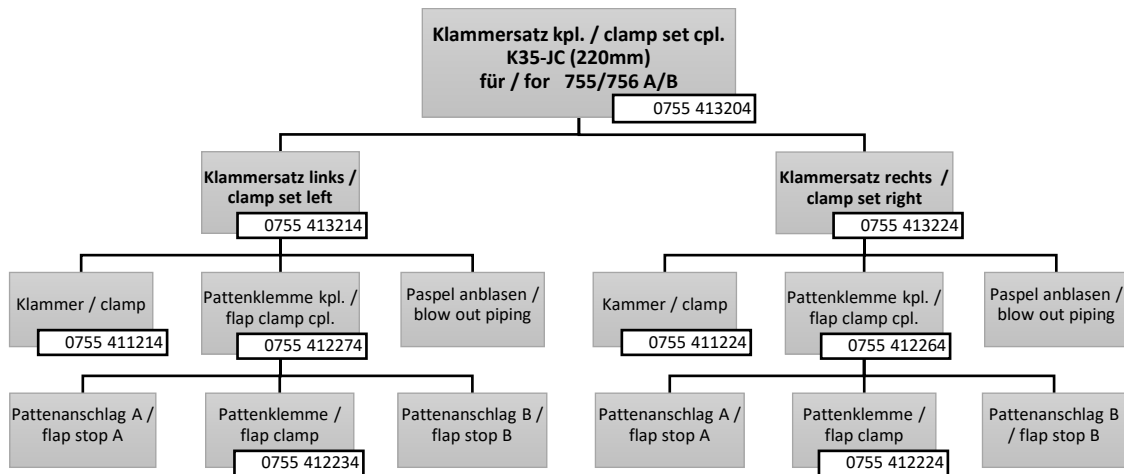 Klammersatz kpl. / clamp set cpl.
K35-JC (220mm)
für / for 755/756 A/B
0755 413204
Klammersatz links /
clamp set left
0755 413214
Klammersatz rechts /
clamp set right
0755 413224
Klammer / clamp
0755 411214
Pattenklemme kpl. /
flap clamp cpl.
0755 412274
Paspel anblasen /
blow out piping
Kammer / clamp
0755 411224
Pattenklemme kpl. /
flap clamp cpl.
0755 412264
Paspel anblasen /
blow out piping
Pattenanschlag A /
flap stop A
Pattenklemme /
flap clamp
0755 412234
Pattenanschlag B /
flap stop B
Pattenanschlag A /
flap stop A
Pattenklemme /
flap clamp
0755 412224
Pattenanschlag B
/ flap stop B